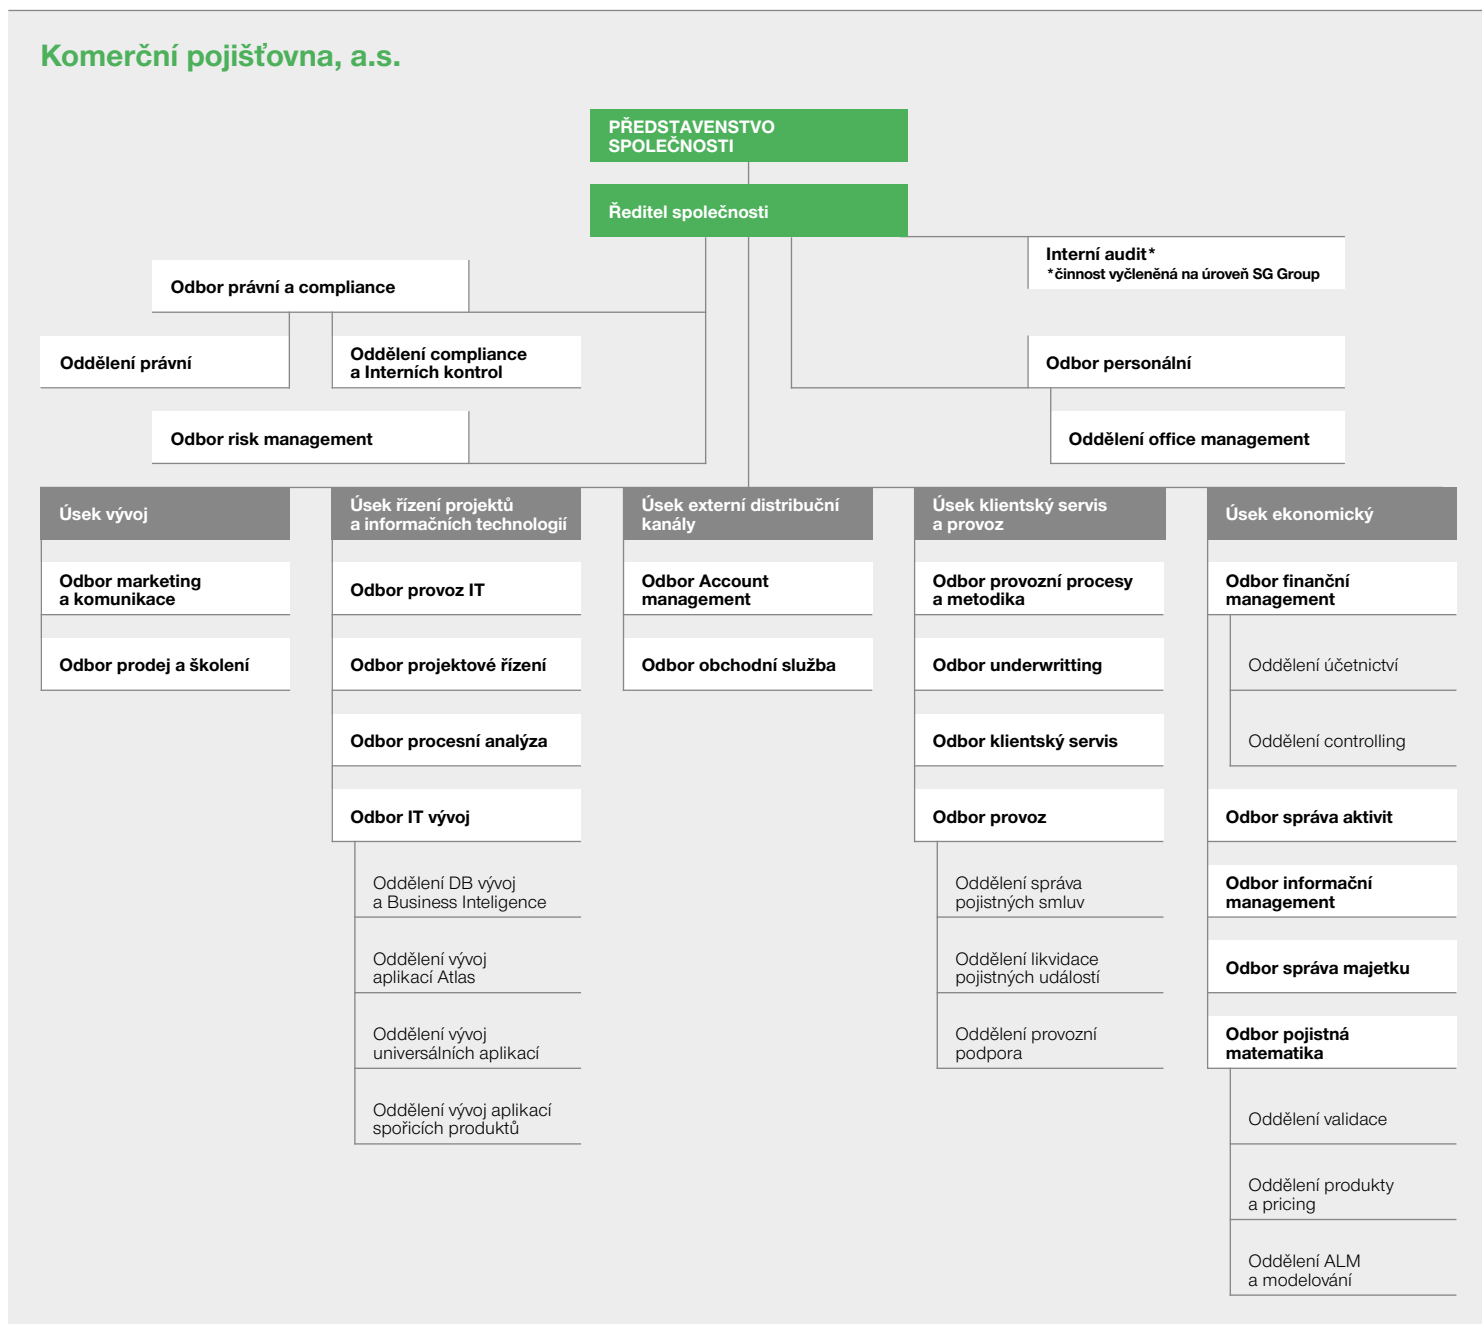 Komerční pojišťovna, a.s.
PŘEDSTAVENSTVO
SPOLEČNOSTI
Ředitel společnosti
Interní audit*
*činnost vyčleněná na úroveň SG Group
Odbor právní a compliance
Oddělení právní
Oddělení compliance
a Interních kontrol
Odbor personální
Odbor risk management
Oddělení office management
Úsek vývoj
Odbor marketing
a komunikace
Odbor prodej a školení
Úsek řízení projektů
a informačních technologií
Odbor provoz IT
Odbor projektové řízení
Odbor procesní analýza
Odbor IT vývoj
Oddělení DB vývoj
a Business Inteligence
Oddělení vývoj
aplikací Atlas
Oddělení vývoj
universálních aplikací
Oddělení vývoj aplikací
spořicích produktů
Úsek externí distribuční
kanály
Odbor Account
management
Odbor obchodní služba
Úsek klientský servis
a provoz
Odbor provozní procesy
a metodika
Odbor underwritting
Odbor klientský servis
Odbor provoz
Oddělení správa
pojistných smluv
Oddělení likvidace
pojistných událostí
Oddělení provozní
podpora
Úsek ekonomický
Odbor finanční
management
Oddělení účetnictví
Oddělení controlling
Odbor správa aktivit
Odbor informační
management
Odbor správa majetku
Odbor pojistná
matematika
Oddělení validace
Oddělení produkty
a pricing
Oddělení ALM
a modelování